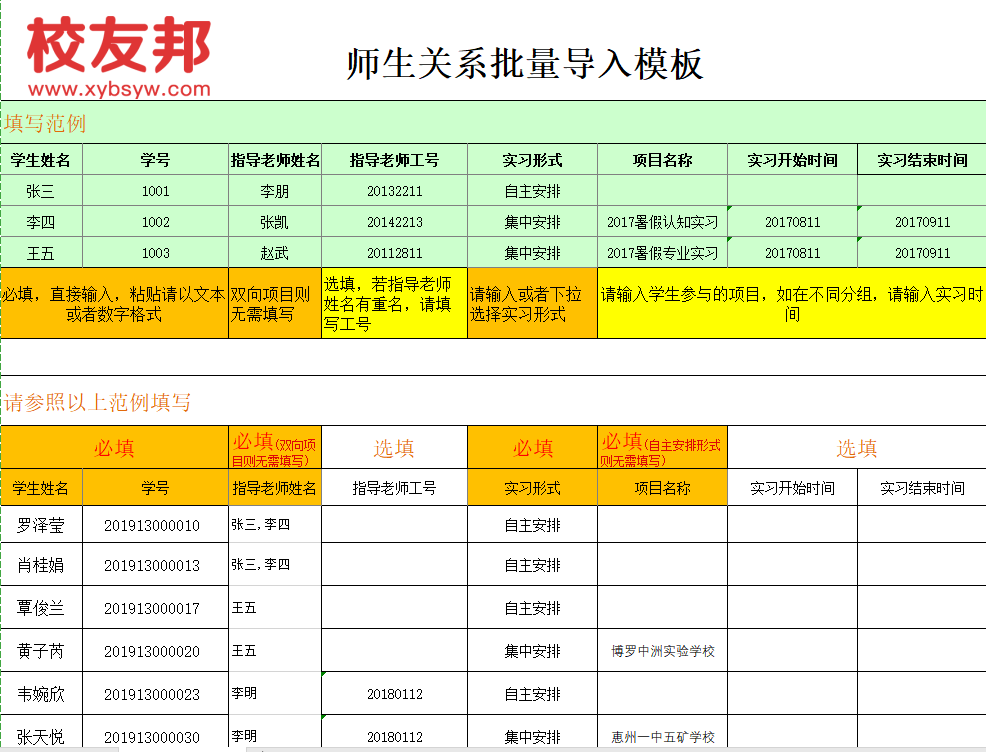 校友邦
www.xybsyw.com
师生关系批量导入模板
填写范例
学生姓名 学号 指导老师姓名 指导老师工号 实习形式 项目名称 实习开始时间 实习结束时间
张三 1001 李朋 20132211 自主安排
李四 1002 张凯 20142213 集中安排 2017暑假认知实习 20170811 20170911
王五 1003 赵武 20112811 集中安排 2017暑假专业实习 20170811 20170911
必填，直接输入，粘贴请以文本
或者数字格式
双向项目则
无需填写
选填，若指导老师
姓名有重名，请填
写工号
请输入或者下拉
选择实习形式
请输入学生参与的项目，如在不同分组，请输入实习时
间
请参照以上范例填写
必填
必填(双向项
目则无需填写)
选填
必填
必填(自主安排形式
则无需填写)
选填
学生姓名 学号 指导老师姓名 指导老师工号 实习形式 项目名称 实习开始时间 实习结束时间
罗泽莹 201913000010 张三,李四 自主安排
肖桂娟 201913000013 张三,李四 自主安排
覃俊兰 201913000017 王五 自主安排
黄子芮 201913000020 王五 集中安排 博罗中洲实验学校
韦婉欣 201913000023 李明 20180112 自主安排
张天悦 201913000030 李明 20180112 集中安排 惠州一中五矿学校